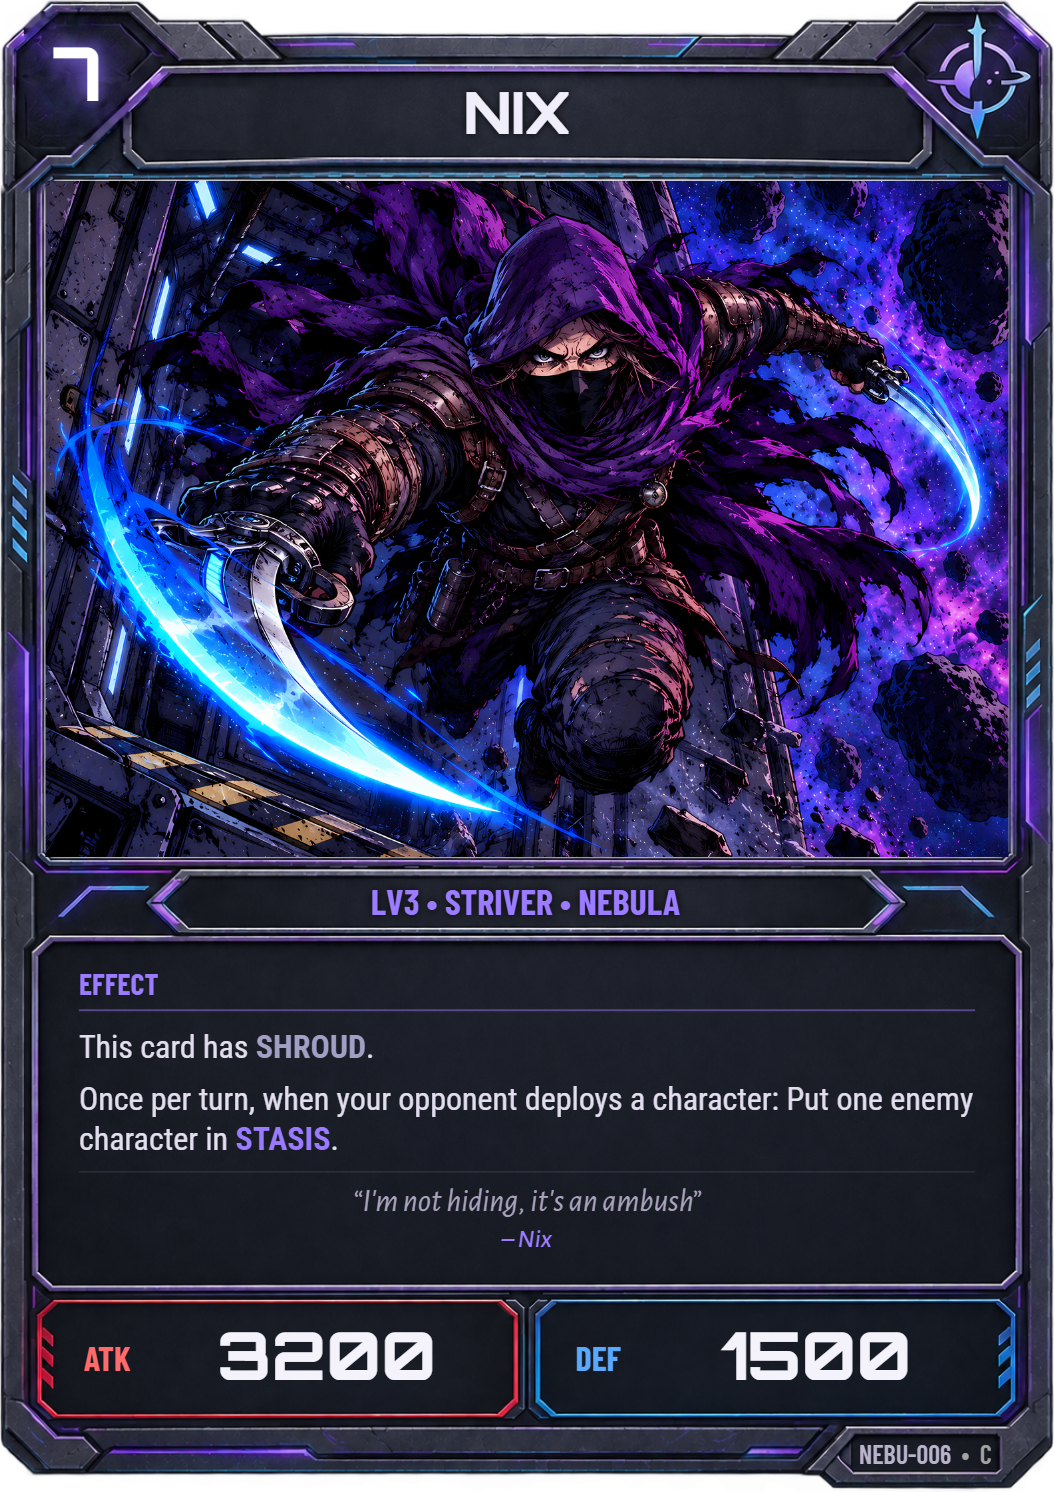 7
NIX
LV3 • STRIVER • NEBULA
EFFECT
This card has SHROUD.
Once per turn, when your opponent deploys a character: Put one enemy
character in STASIS.
“I'm not hiding, it's an ambush”
– Nix
ATK 3200 DEF 1500
NEBU-006 • C